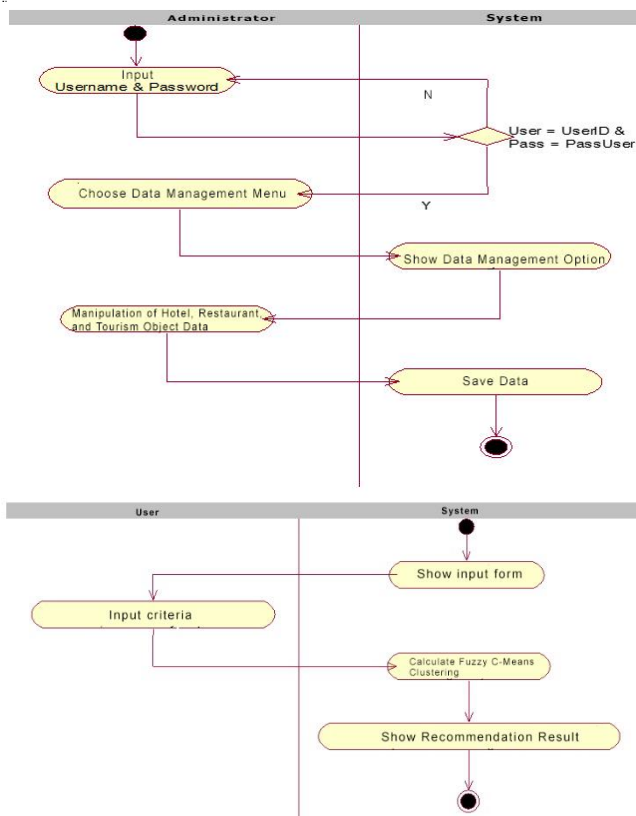 Administrator
System
Input
Username & Password
N
User = UserID &
Pass = PassUser
Choose Data Management Menu
Y
Show Data Management Option
Manipulation of Hotel, Restaurant,
and Tourism Object Data
Save Data
User
System
Show input form
Input criteria
Calculate Fuzzy C-Means
Clustering
Show Recommendation Result